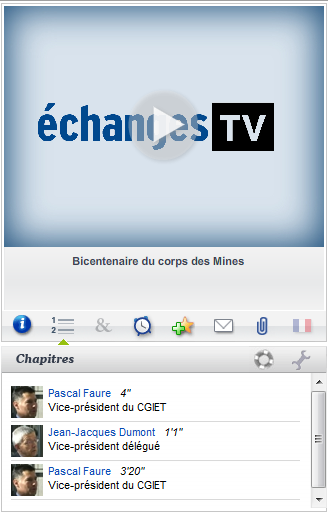 échanges TV
Bicentenaire du corps des Mines
1
2
&
Chapitres
Pascal Faure 4"
Vice-président du CGIET
Jean-Jacques Dumont 1'1"
Vice-président délégué
Pascal Faure 3'20"
Vice-président du CGIET